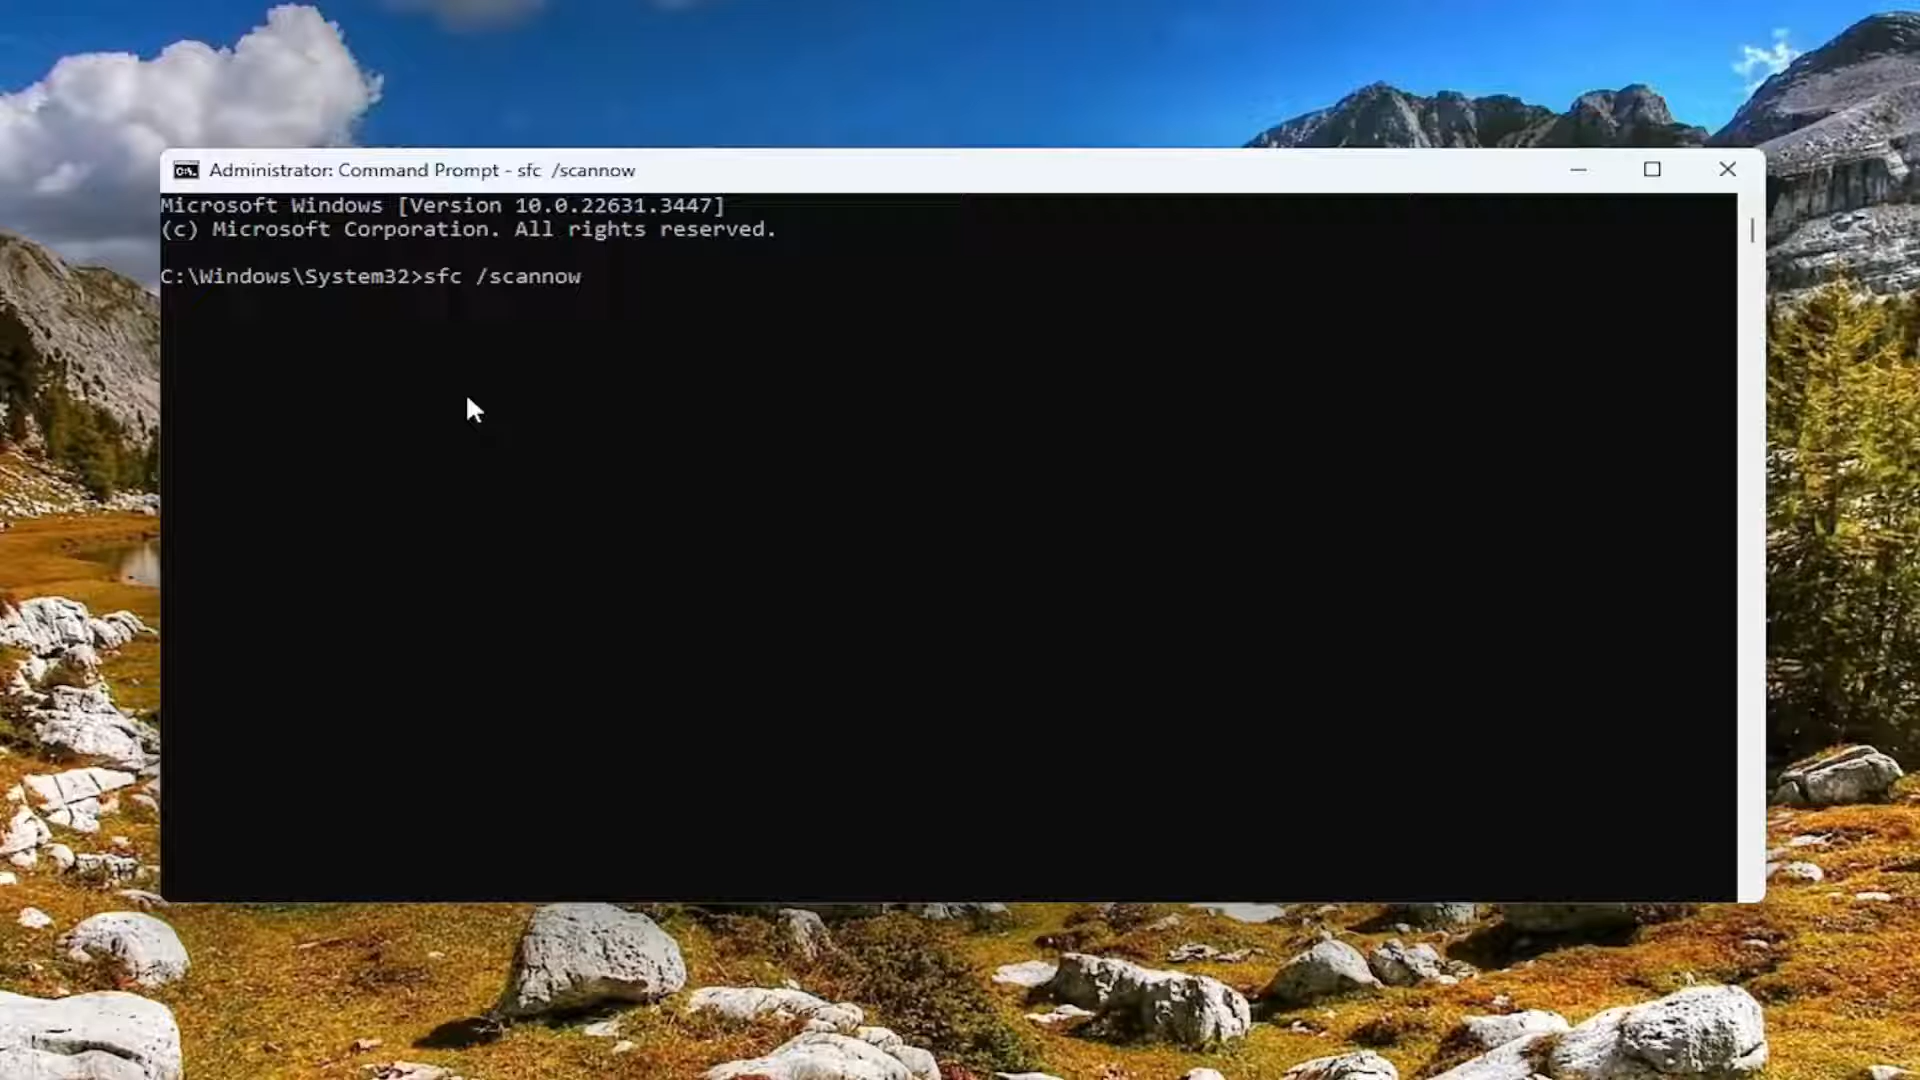 Administrator: Command Prompt - sfc  /scannow
Microsoft Windows [Version 10.0.22631.3447]
(c) Microsoft Corporation. All rights reserved.
C:\Windows\System32>sfc /scannow